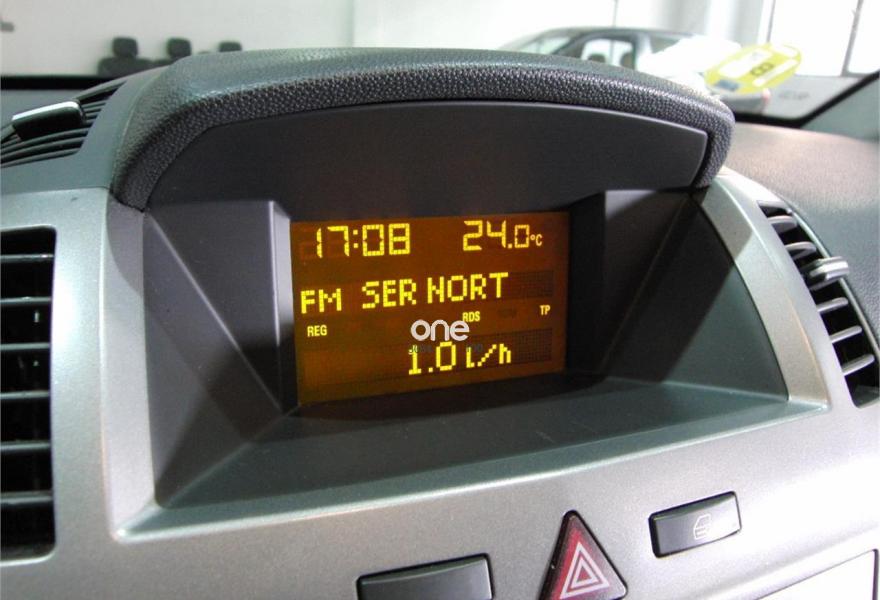 17:08 24.0°C
FM SER NORT
REG RDS TP
one
1.0 l/h